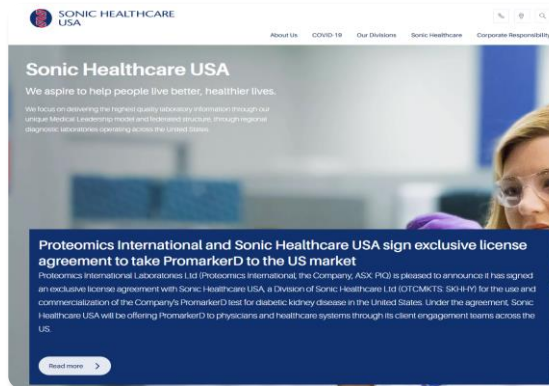 SONIC HEALTHCARE
USA
About Us COVID-19 Our Divisions Sonic Healthcare Corporate Responsibility
Sonic Healthcare USA
We aspire to help people live better, healthier lives.
We focus on delivering the highest quality laboratory information through our
unique Medical Leadership model and federated structure, through regional
diagnostic laboratories operating across the United States.
Proteomics International and Sonic Healthcare USA sign exclusive license
agreement to take PromarkerD to the US market
Proteomics International Laboratories Ltd (Proteomics International, the Company, ASX: PIQ) is pleased to announce it has signed
an exclusive license agreement with Sonic Healthcare USA, a Division of Sonic Healthcare Ltd (OTCMKTS: SKHHY) for the use and
commercialization of the Company's PromarkerD test for diabetic kidney disease in the United States. Under the agreement, Sonic
Healthcare USA will be offering PromarkerD to physicians and healthcare systems through its client engagement teams across the
US.
Read more